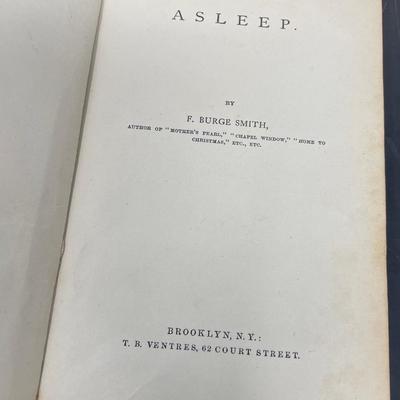 ASLEEP.
BY
F. BURGE SMITH,
AUTHOR OF "MOTHER'S PEARL," "CHAPEL WINDOW," "HOME TO
CHRISTMAS," ETC., ETC.
BROOKLYN, N.Y.:
T. B. VENTRES, 62 COURT STREET.